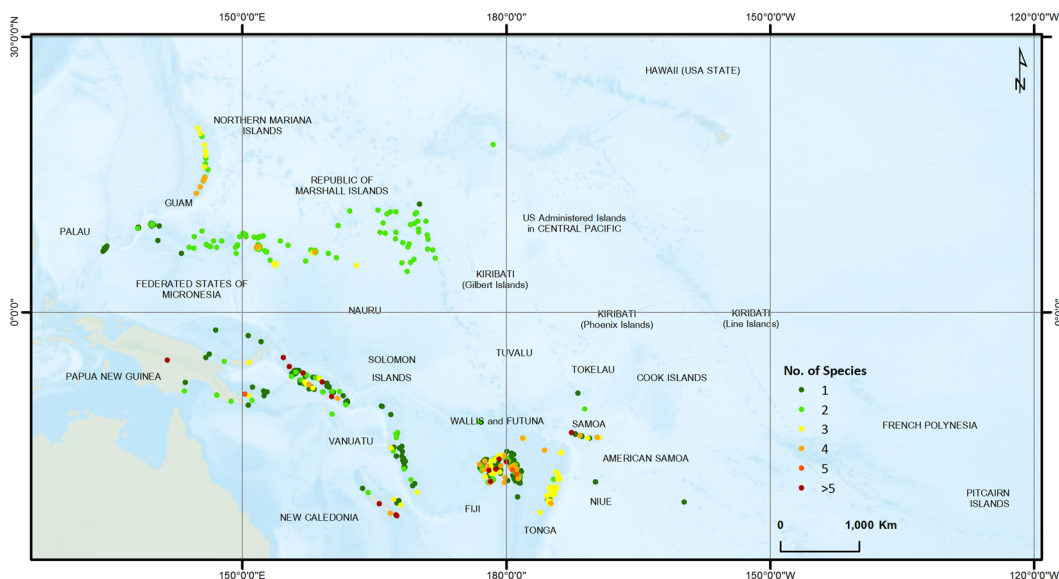 150°0'0"E
180°0'0"
150°0'0"W
120°0'0"W
30°0'0"N
HAWAII (USA STATE)
N
NORTHERN MARIANA
ISLANDS
REPUBLIC OF
MARSHALL ISLANDS
GUAM
PALAU
US Administered Islands
in CENTRAL PACIFIC
FEDERATED STATES OF
MICRONESIA
KIRIBATI
(Gilbert Islands)
0°0'0"
NAURU
KIRIBATI
(Phoenix Islands)
KIRIBATI
(Line Islands)
0°0'0"
SOLOMON
ISLANDS
TUVALU
PAPUA NEW GUINEA
TOKELAU
COOK ISLANDS
No. of Species
1
2
3
4
5
>5
WALLIS and FUTUNA
SAMOA
FRENCH POLYNESIA
VANUATU
AMERICAN SAMOA
PITCAIRN
ISLANDS
NIUE
FIJI
NEW CALEDONIA
TONGA
0
1,000 Km
150°0'0"E
180°0'0"
150°0'0"W
120°0'0"W